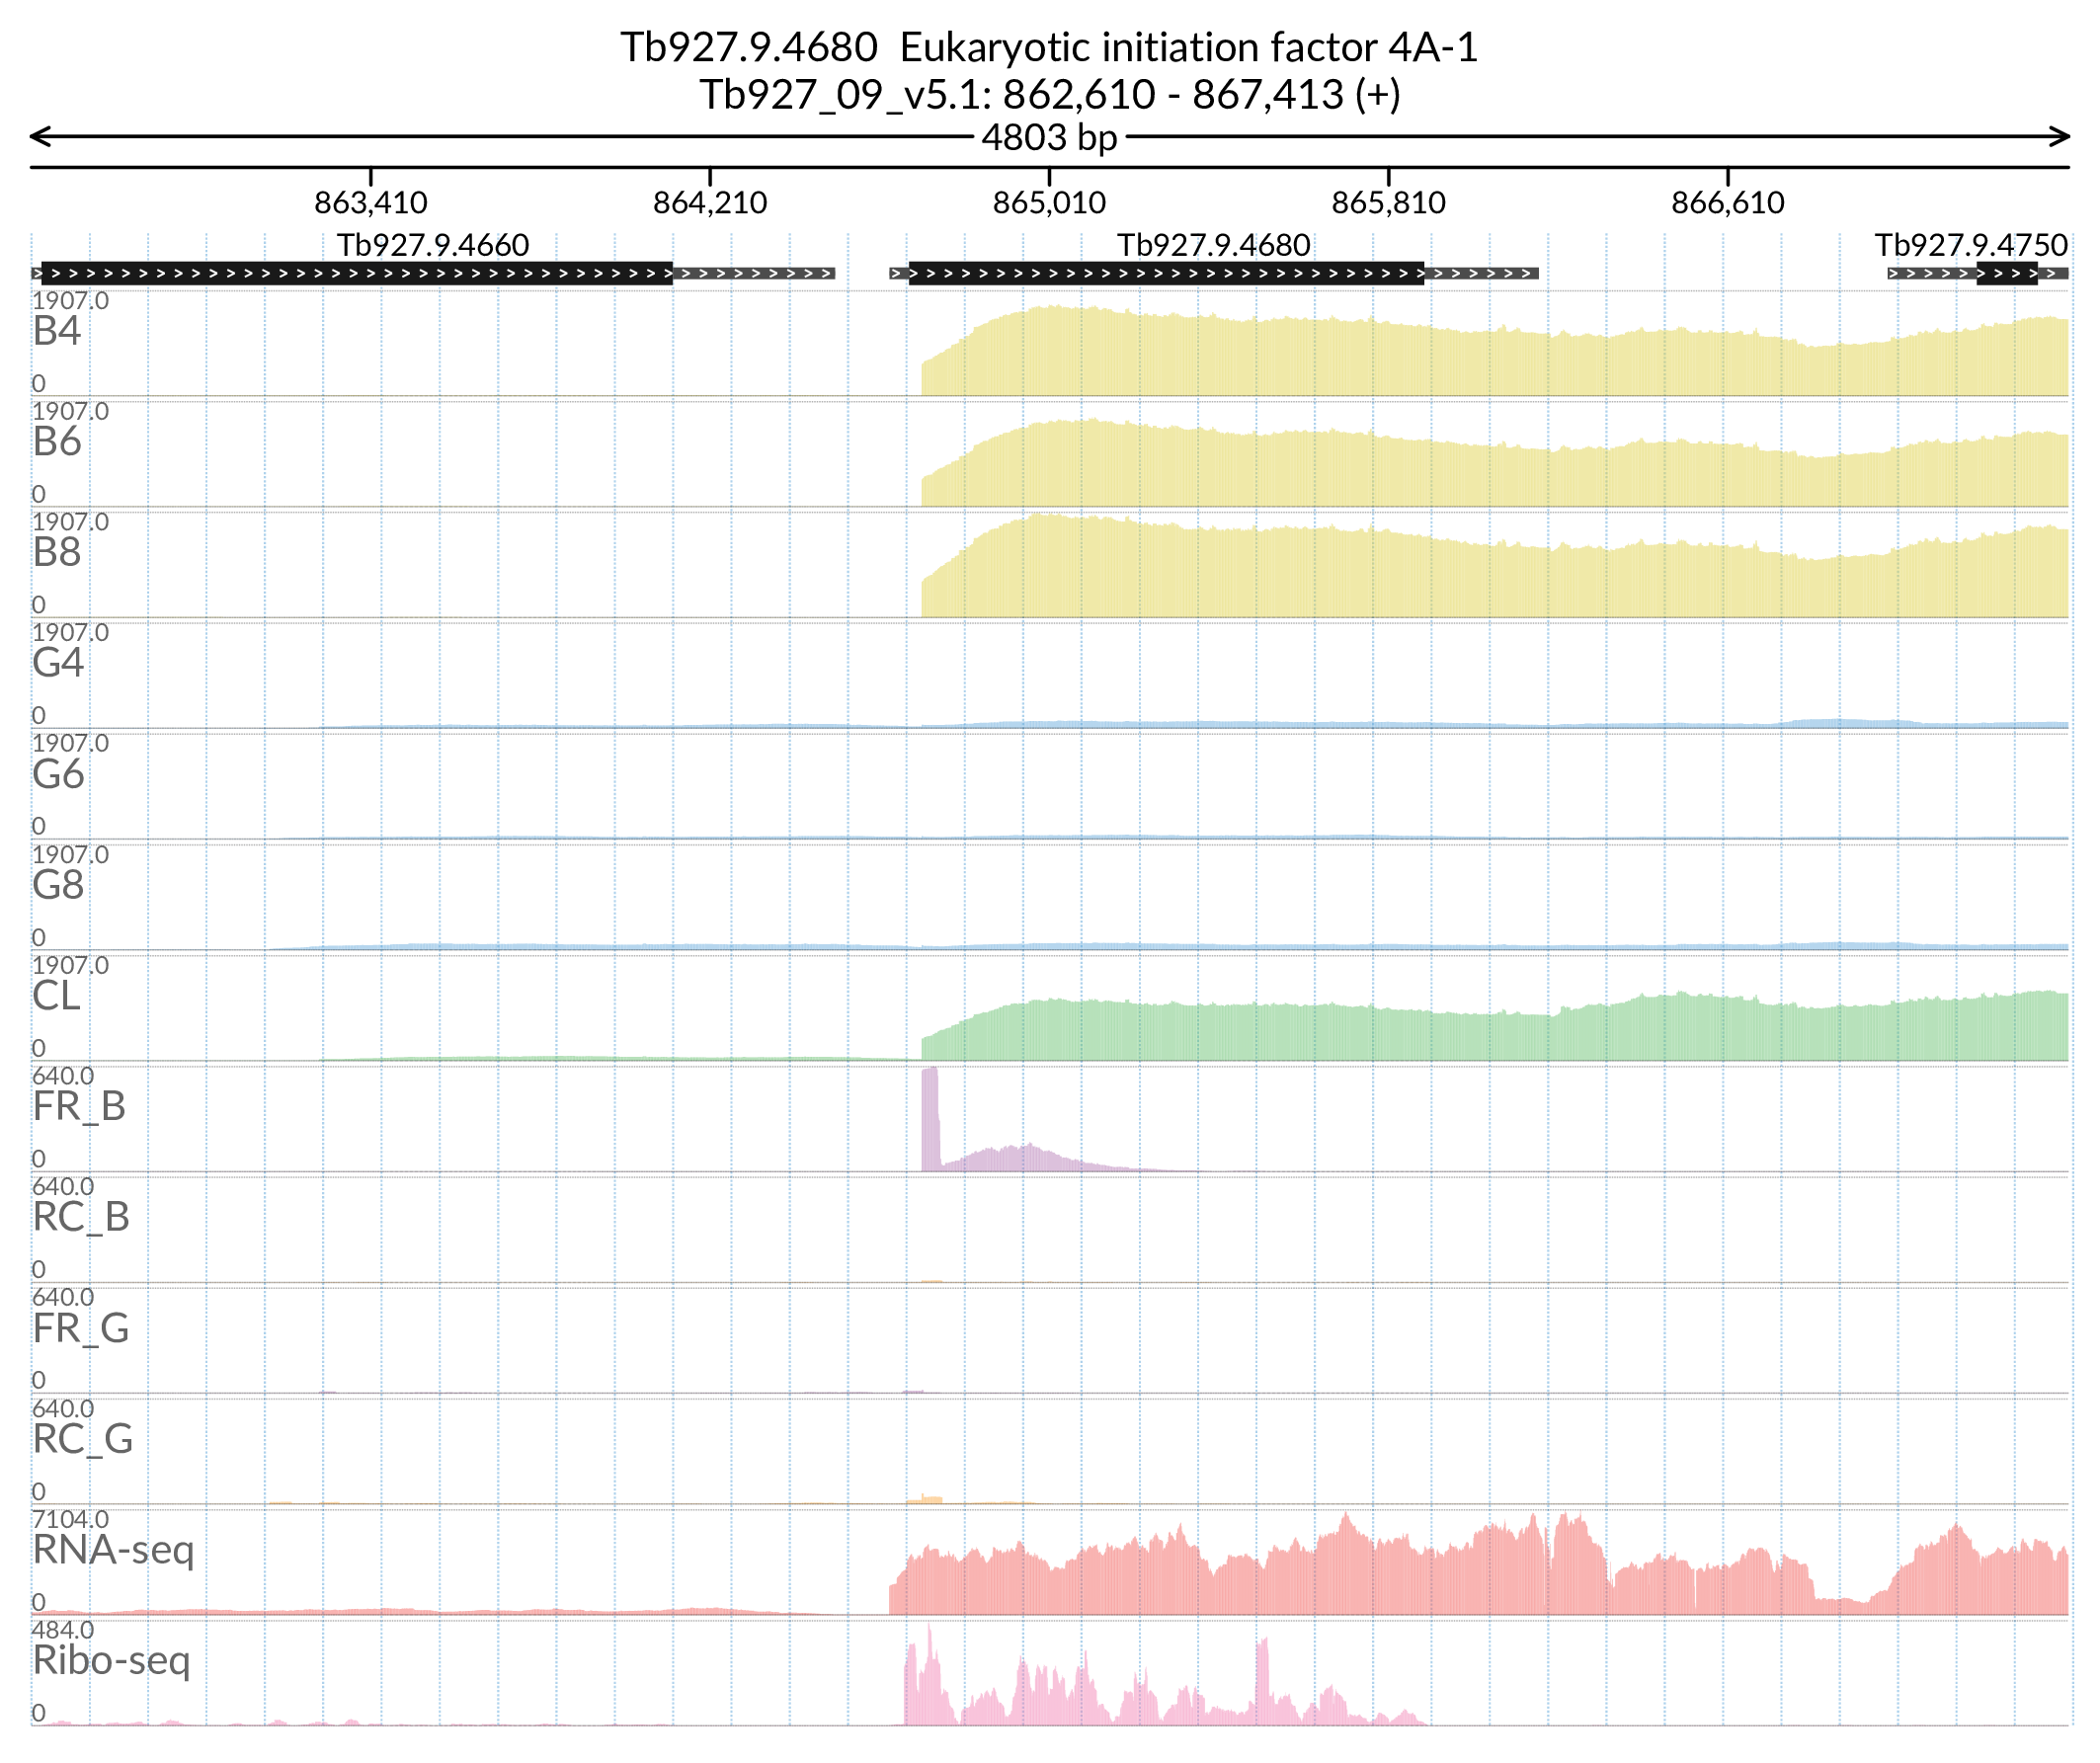 Tb927.9.4680 Eukaryotic initiation factor 4A-1
Tb927_09_v5.1: 862,610 - 867,413 (+)
4803 bp
863,410 864,210 865,010 865,810 866,610
Tb927.9.4660 Tb927.9.4680 Tb927.9.4750
1907.0
B4
0
1907.0
B6
0
1907.0
B8
0
1907.0
G4
0
1907.0
G6
0
1907.0
G8
0
1907.0
CL
0
640.0
FR_B
0
640.0
RC_B
0
640.0
FR_G
0
640.0
RC_G
0
7104.0
RNA-seq
0
484.0
Ribo-seq
0